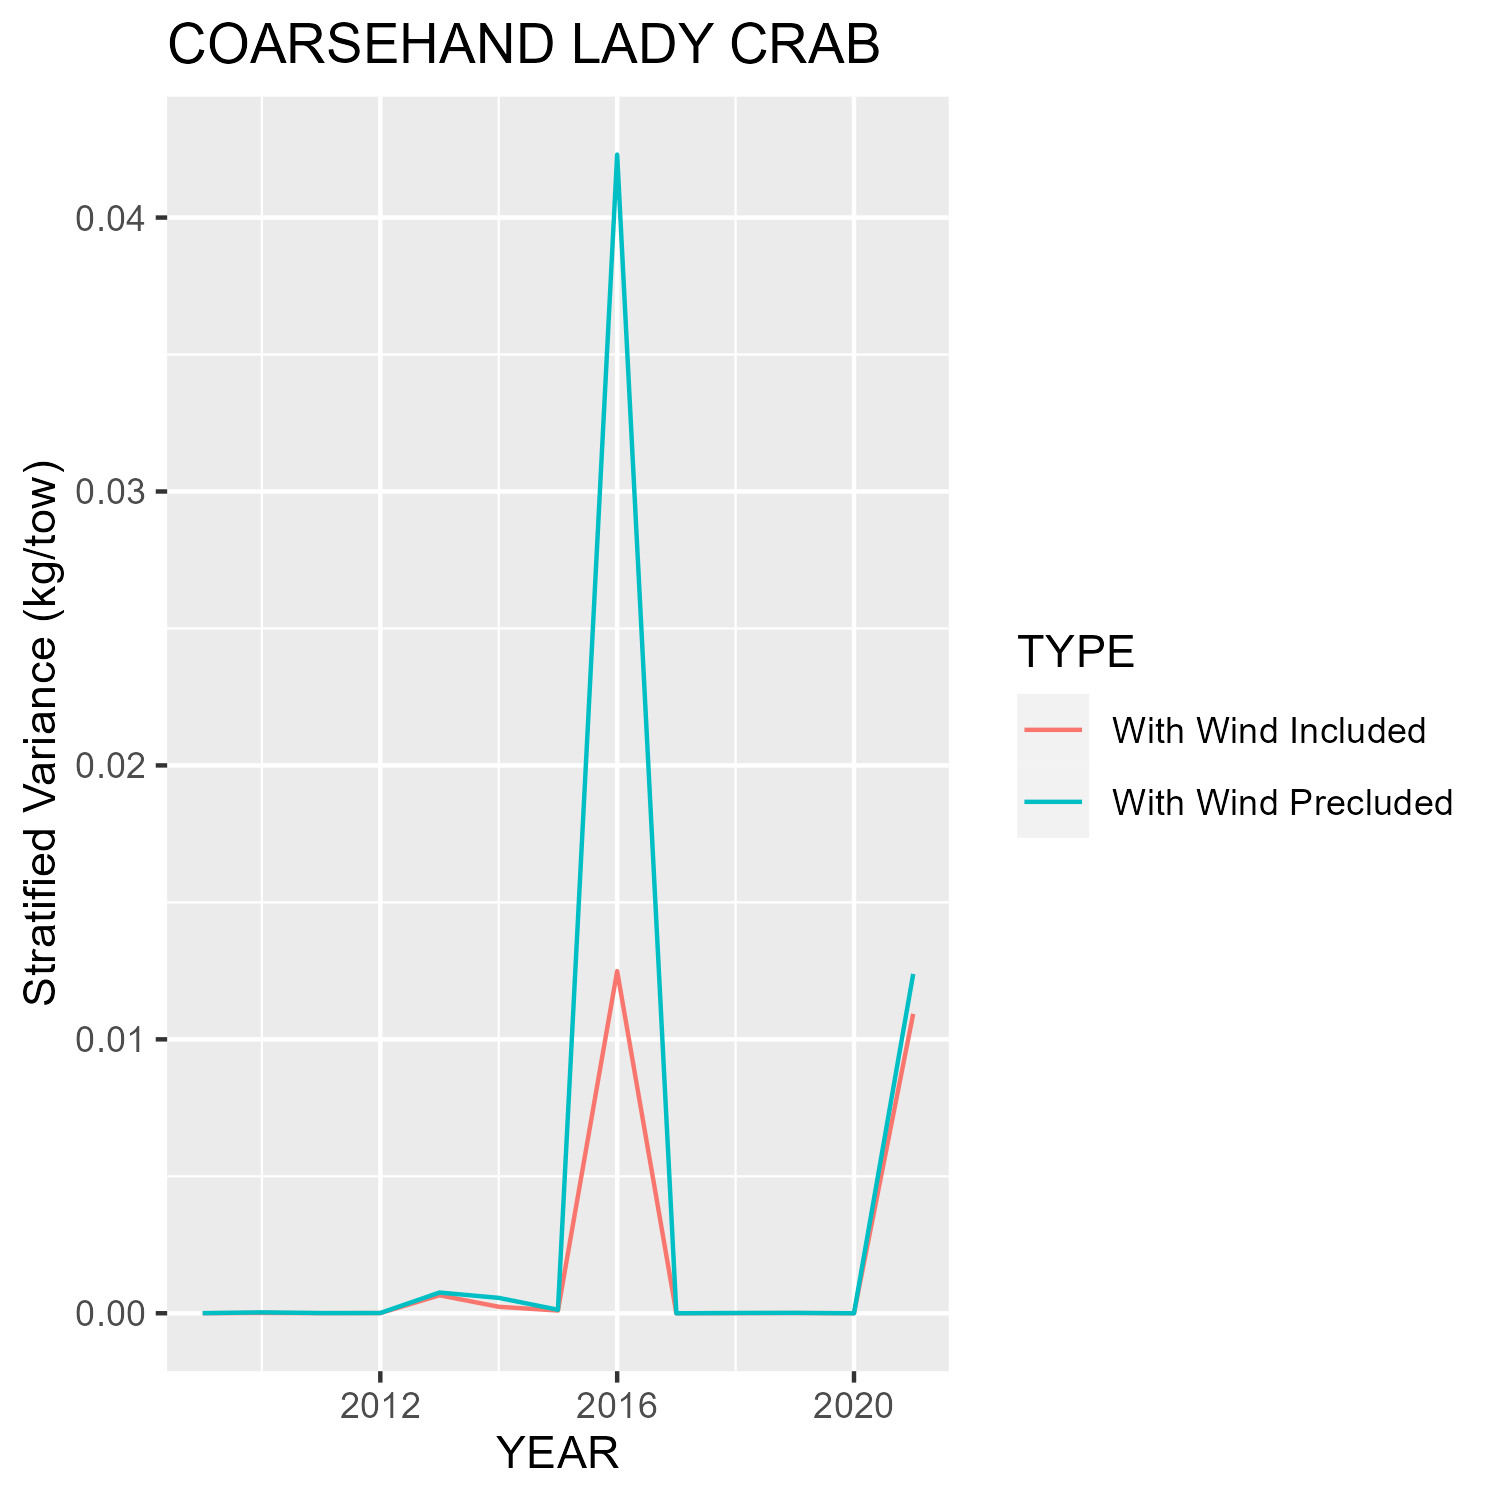 COARSEHAND LADY CRAB
Stratified Variance (kg/tow)
0.04
0.03
0.02
0.01
0.00
2012 2016 2020
YEAR
TYPE
With Wind Included
With Wind Precluded